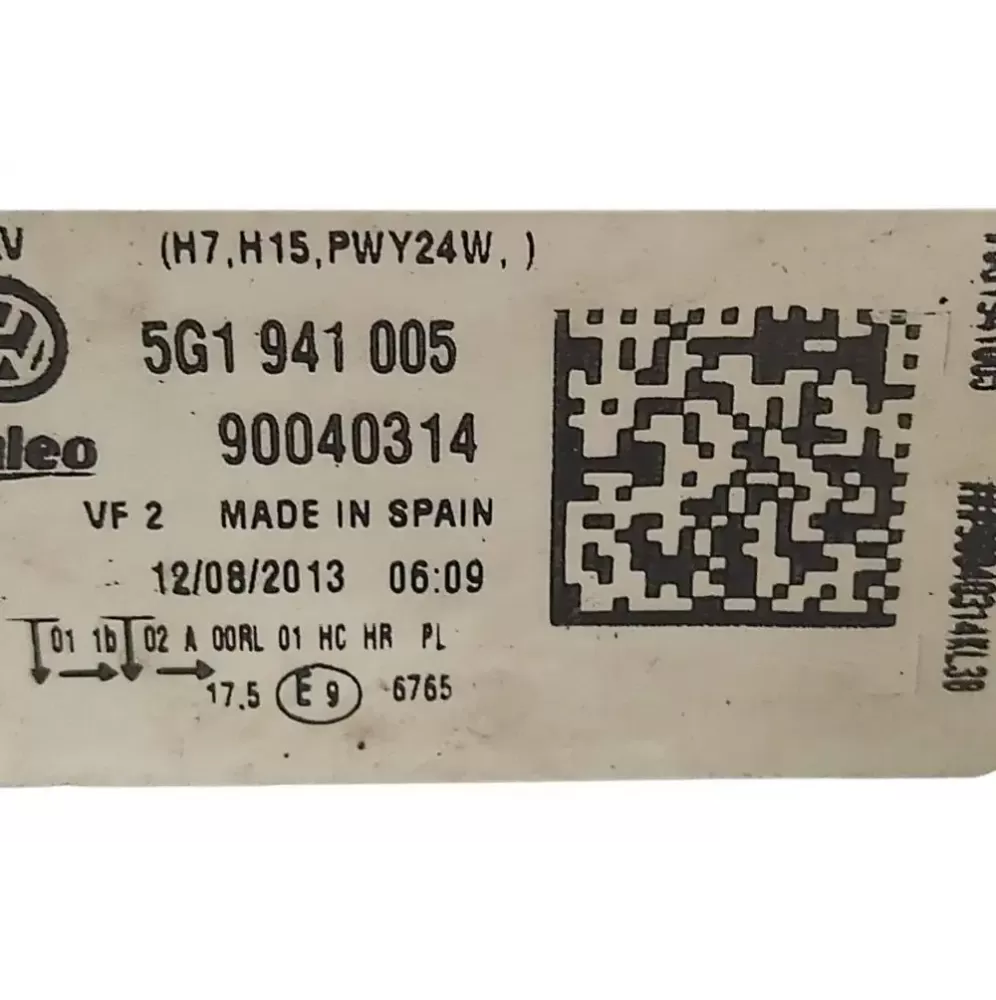 (H7,H15,PWY24W, )
5G1 941 005
90040314
VF 2 MADE IN SPAIN
12/08/2013 06:09
01 1b 02 A 00RL 01 HC HR PL
17.5 E 9 6765